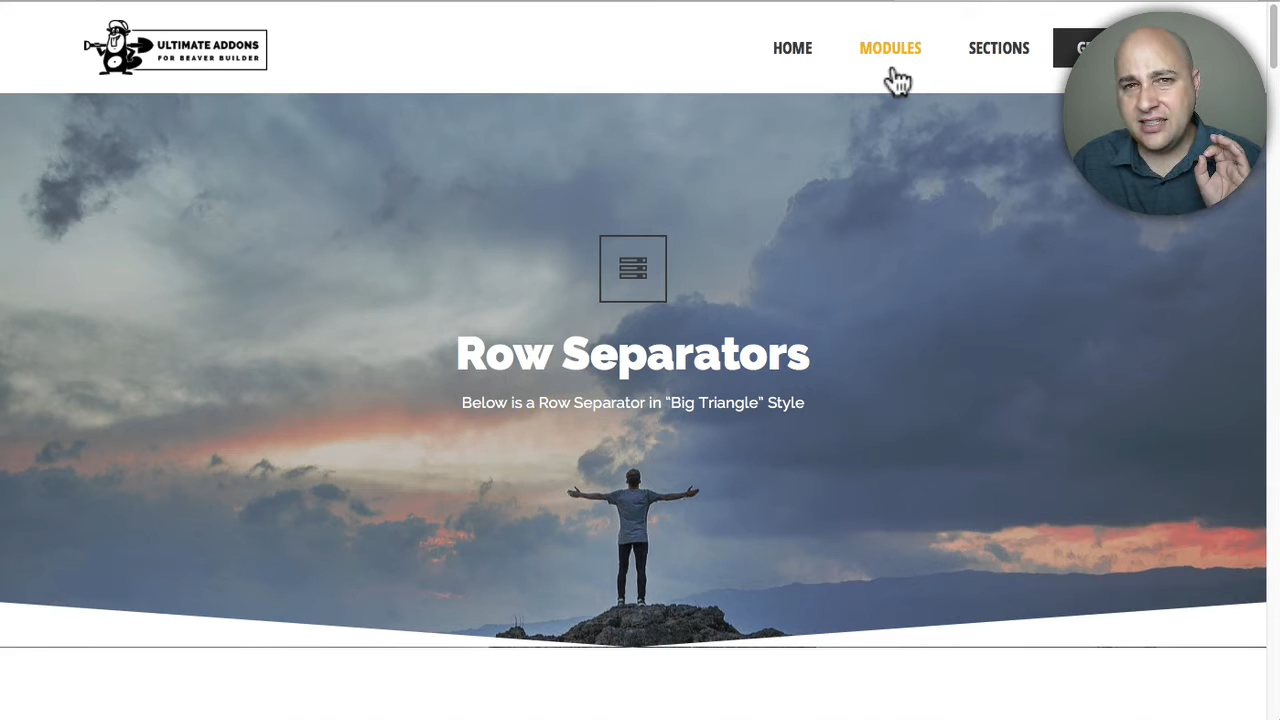 ULTIMATE ADDONS
FOR BEAVER BUILDER
HOME
MODULES
SECTIONS
Row Separators
Below is a Row Separator in “Big Triangle” Style